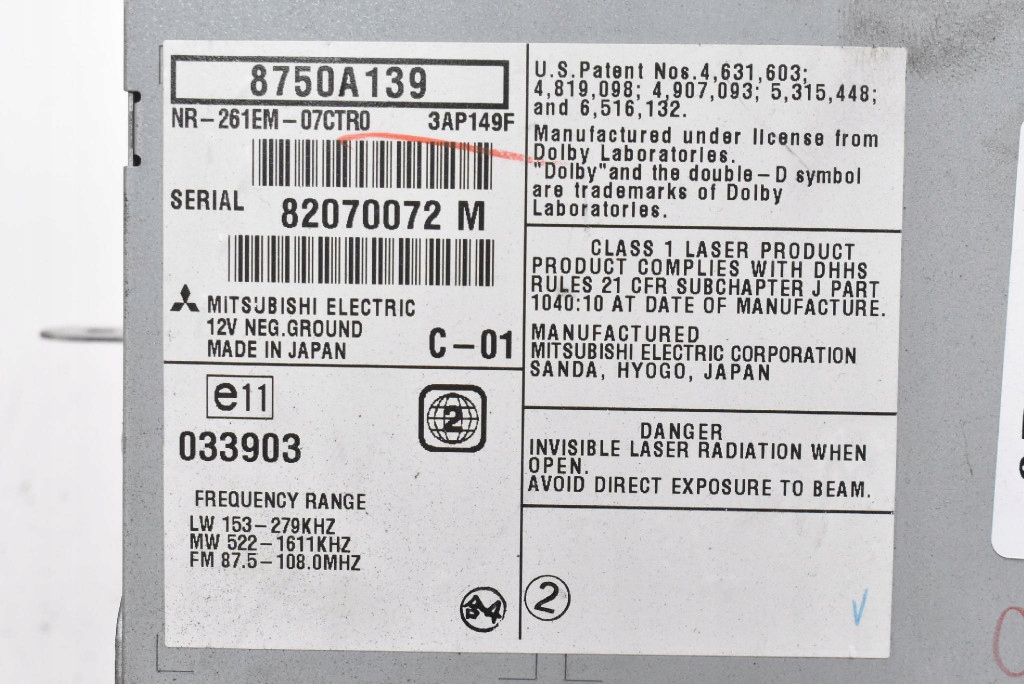 8750A139
NR-261EM-07CTR0 3AP149F
SERIAL
82070072 M
MITSUBISHI ELECTRIC
12V NEG.GROUND
MADE IN JAPAN
C-01
e11
033903
2
FREQUENCY RANGE
LW 153-279KHZ
MW 522-1611KHZ
FM 87.5-108.0MHZ
U.S.Patent Nos.4,631,603;
4,819,098; 4,907,093; 5,315,448;
and 6,516,132.
Manufactured under license from
Dolby Laboratories.
"Dolby"and the double-D symbol
are trademarks of Dolby
Laboratories.
CLASS 1 LASER PRODUCT
PRODUCT COMPLIES WITH DHHS
RULES 21 CFR SUBCHAPTER J PART
1040:10 AT DATE OF MANUFACTURE.
MANUFACTURED
MITSUBISHI ELECTRIC CORPORATION
SANDA, HYOGO, JAPAN
DANGER
INVISIBLE LASER RADIATION WHEN
OPEN.
AVOID DIRECT EXPOSURE TO BEAM.
2